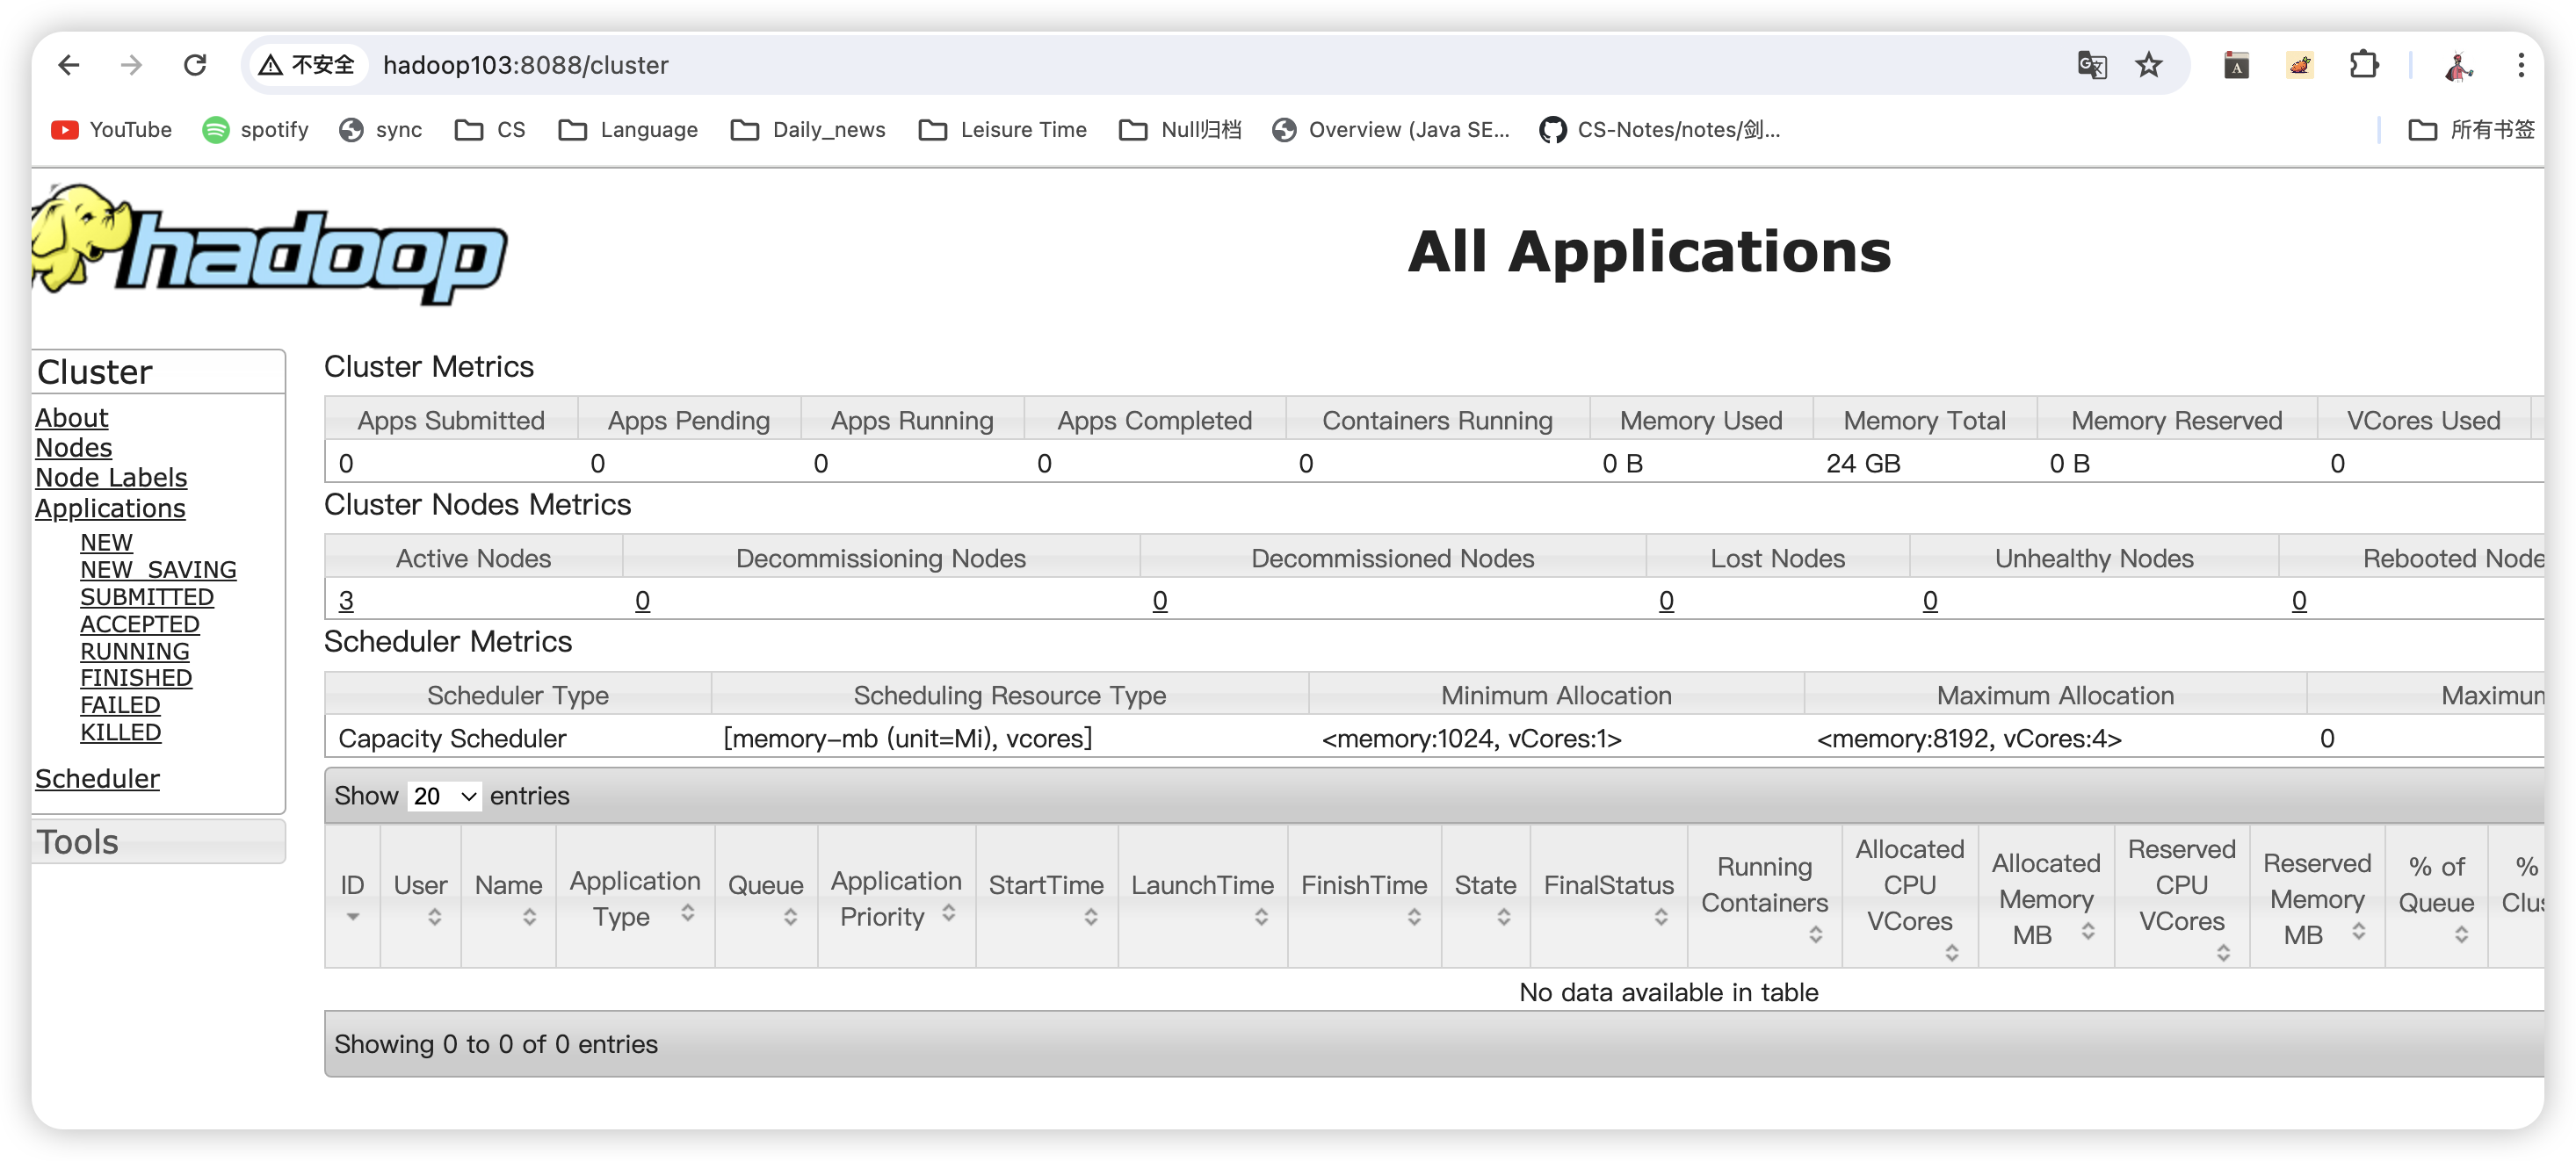 不安全 hadoop103:8088/cluster
YouTube spotify sync CS Language Daily_news Leisure Time Null归档 Overview (Java SE... CS-Notes/notes/剑... 所有书签
hadoop
All Applications
Cluster
About
Nodes
Node Labels
Applications
NEW
NEW_SAVING
SUBMITTED
ACCEPTED
RUNNING
FINISHED
FAILED
KILLED
Scheduler
Tools
Cluster Metrics
Apps Submitted Apps Pending Apps Running Apps Completed Containers Running Memory Used Memory Total Memory Reserved VCores Used
0 0 0 0 0 0 B 24 GB 0 B 0
Cluster Nodes Metrics
Active Nodes Decommissioning Nodes Decommissioned Nodes Lost Nodes Unhealthy Nodes Rebooted Node
3 0 0 0 0 0
Scheduler Metrics
Scheduler Type Scheduling Resource Type Minimum Allocation Maximum Allocation Maximum
Capacity Scheduler [memory-mb (unit=Mi), vcores] <memory:1024, vCores:1> <memory:8192, vCores:4> 0
Show 20 entries
ID User Name Application Type Queue Application Priority StartTime LaunchTime FinishTime State FinalStatus Running Containers Allocated CPU VCores Allocated Memory MB Reserved CPU VCores Reserved Memory MB % of Queue %
No data available in table
Showing 0 to 0 of 0 entries